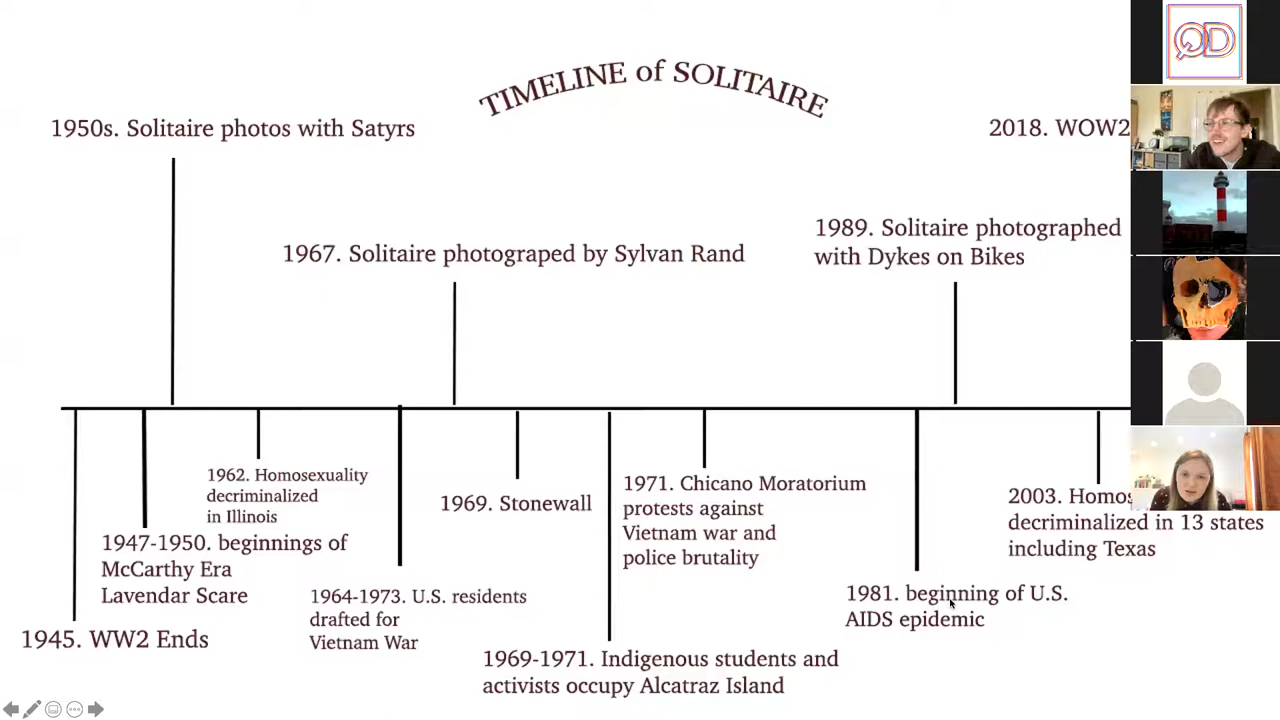 TIMELINE of SOLITAIRE
1950s. Solitaire photos with Satyrs
2018. WOW2
1967. Solitaire photograped by Sylvan Rand
1989. Solitaire photographed
with Dykes on Bikes
1962. Homosexuality
decriminalized
in Illinois
1947-1950. beginnings of
McCarthy Era
Lavendar Scare
1945. WW2 Ends
1964-1973. U.S. residents
drafted for
Vietnam War
1969. Stonewall
1969-1971. Indigenous students and
activists occupy Alcatraz Island
1971. Chicano Moratorium
protests against
Vietnam war and
police brutality
1981. beginning of U.S.
AIDS epidemic
2003. Homos
decriminalized in 13 states
including Texas
QD